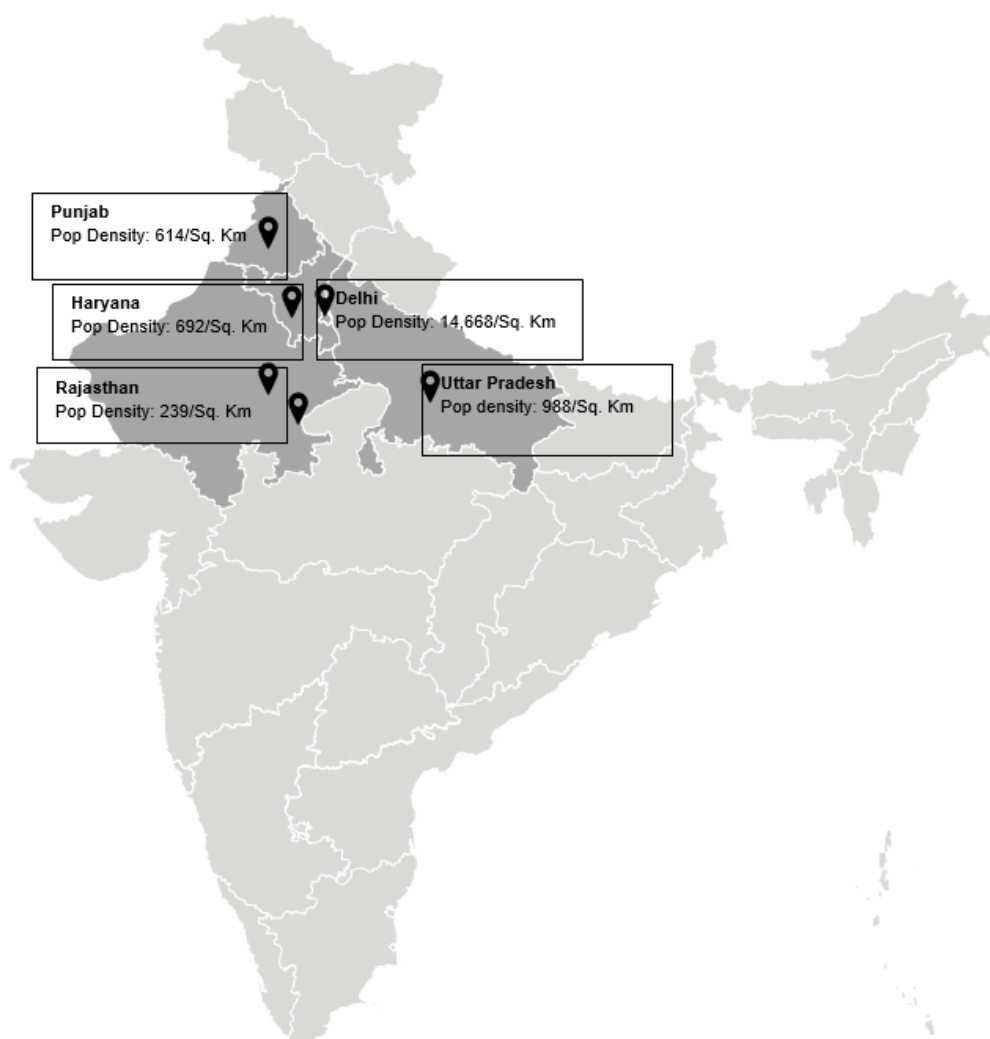 Punjab
Pop Density: 614/Sq. Km
Haryana
Pop Density: 692/Sq. Km
Delhi
Pop Density: 14,668/Sq. Km
Rajasthan
Pop Density: 239/Sq. Km
Uttar Pradesh
Pop density: 988/Sq. Km